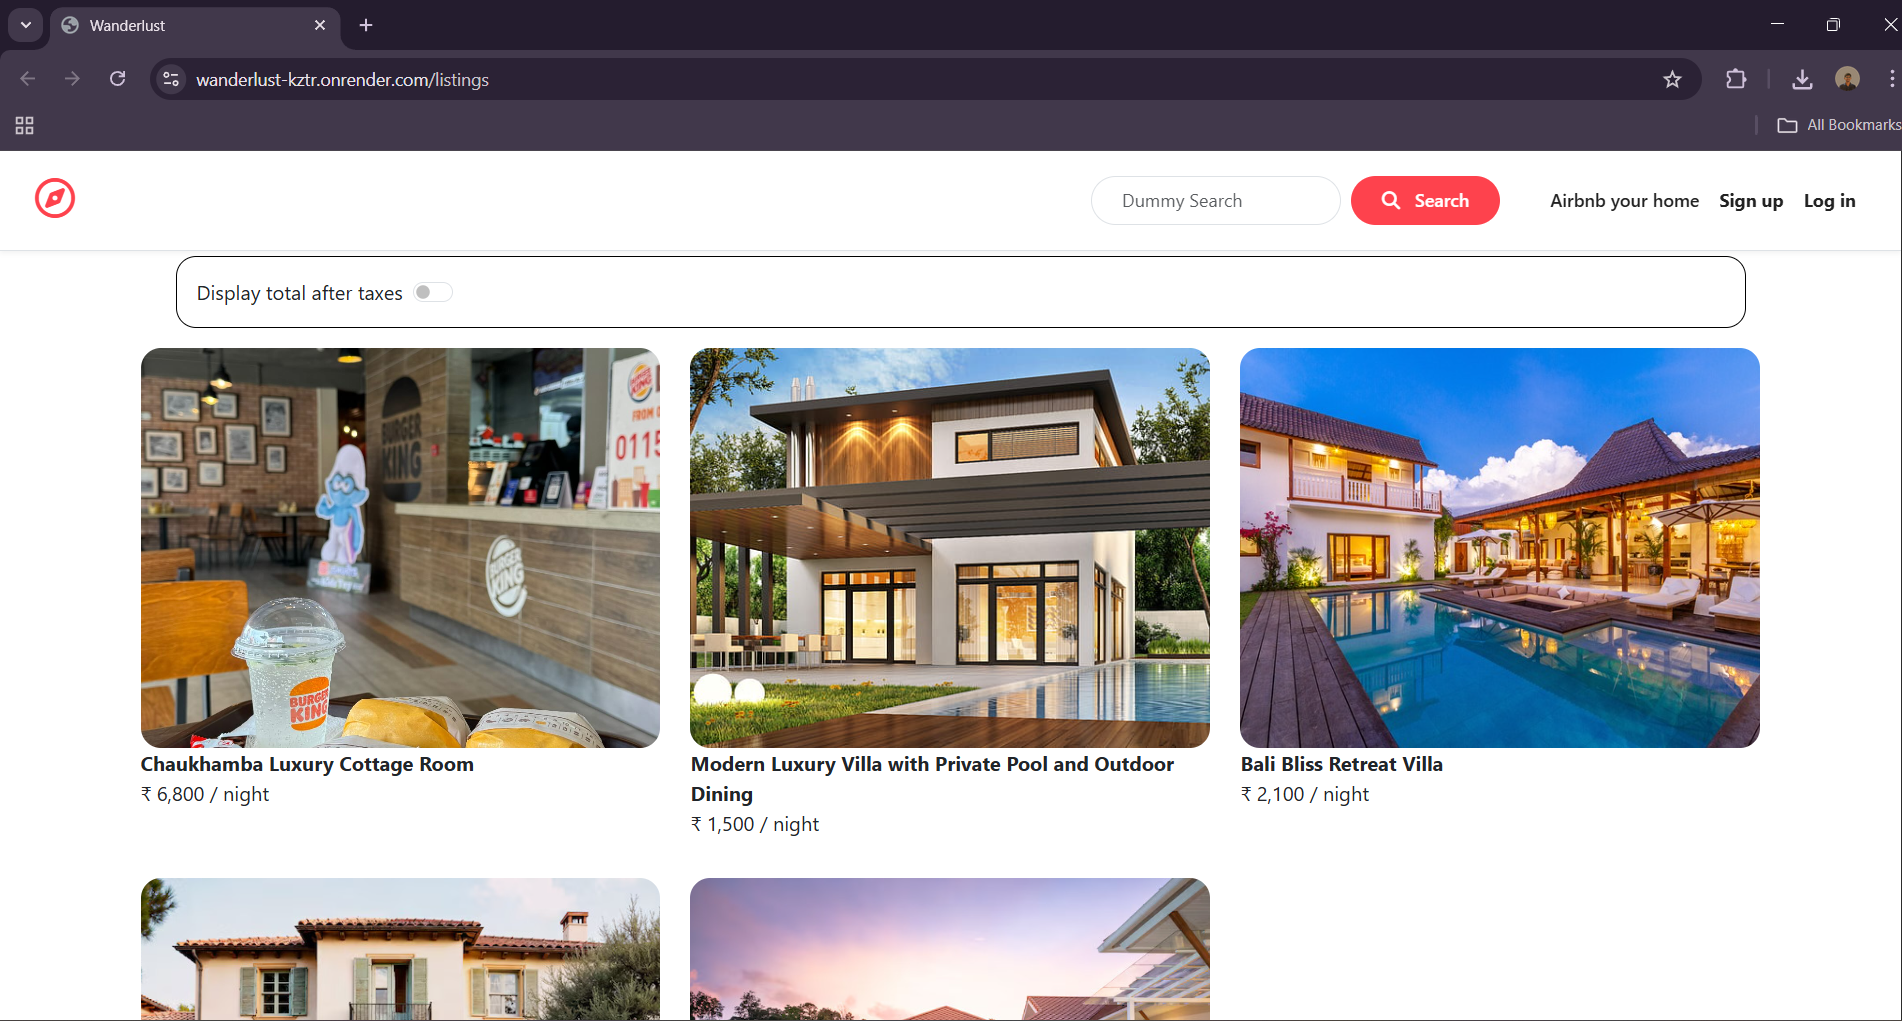 Wanderlust
wanderlust-kztr.onrender.com/listings
All Bookmarks
Dummy Search
Search
Airbnb your home
Sign up
Log in
Display total after taxes
BURGER
KING
BURGER
KING
FROM
0115
BURGER
KING
BURGER
KING
Chaukhamba Luxury Cottage Room
₹ 6,800 / night
Modern Luxury Villa with Private Pool and Outdoor
Dining
₹ 1,500 / night
Bali Bliss Retreat Villa
₹ 2,100 / night